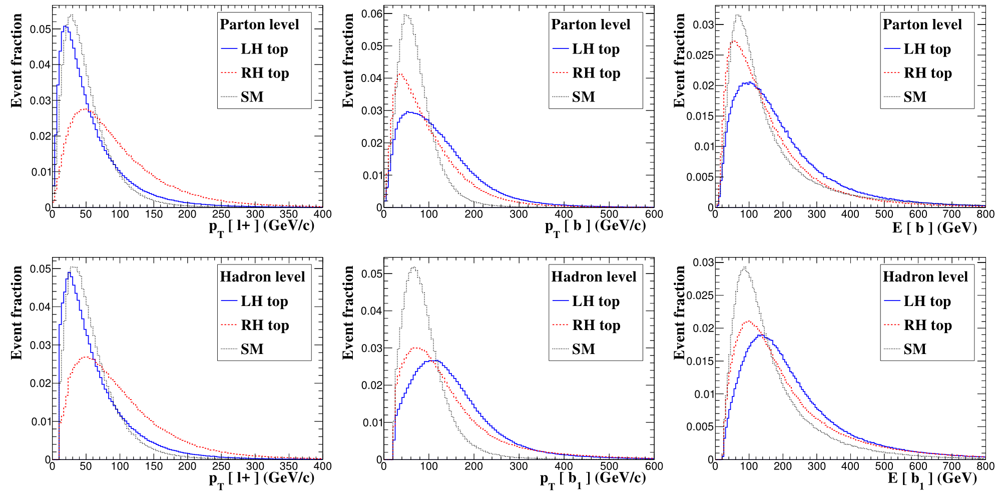 Event fraction
0.05
0.04
0.03
0.02
0.01
0
0 50 100 150 200 250 300 350 400
p_T [ l+ ] (GeV/c)
Parton level
LH top
RH top
SM
Event fraction
0.06
0.05
0.04
0.03
0.02
0.01
0
0 100 200 300 400 500 600
p_T [ b ] (GeV/c)
Parton level
LH top
RH top
SM
Event fraction
0.03
0.025
0.02
0.015
0.01
0.005
0
0 100 200 300 400 500 600 700 800
E [ b ] (GeV)
Parton level
LH top
RH top
SM
Event fraction
0.05
0.04
0.03
0.02
0.01
0
0 50 100 150 200 250 300 350 400
p_T [ l+ ] (GeV/c)
Hadron level
LH top
RH top
SM
Event fraction
0.05
0.04
0.03
0.02
0.01
0
0 100 200 300 400 500 600
p_T [ b_1 ] (GeV/c)
Hadron level
LH top
RH top
SM
Event fraction
0.03
0.025
0.02
0.015
0.01
0.005
0
0 100 200 300 400 500 600 700 800
E [ b_1 ] (GeV)
Hadron level
LH top
RH top
SM